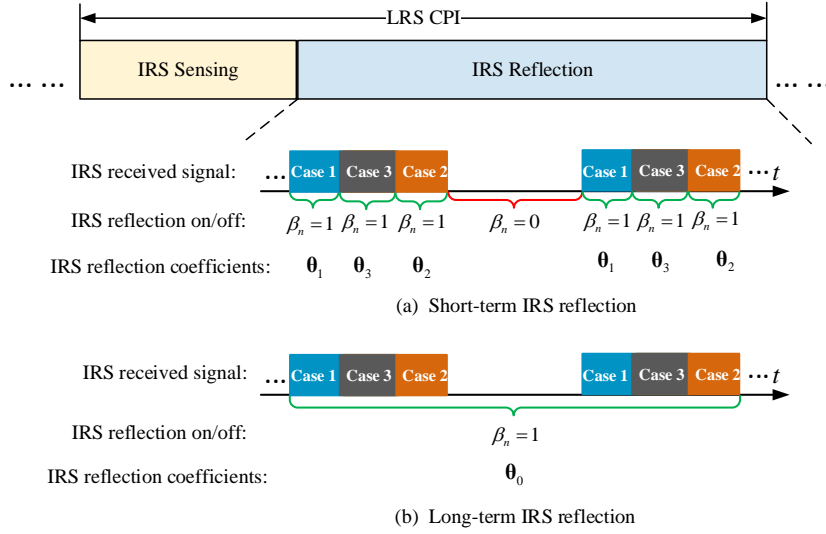 LRS CPI
... ... IRS Sensing IRS Reflection ... ...
IRS received signal: ... Case 1 Case 3 Case 2 Case 1 Case 3 Case 2 ... t
IRS reflection on/off: βₙ=1 βₙ=1 βₙ=1 βₙ=0 βₙ=1 βₙ=1 βₙ=1
IRS reflection coefficients: θ₁ θ₃ θ₂ θ₁ θ₃ θ₂
(a) Short-term IRS reflection
IRS received signal: ... Case 1 Case 3 Case 2 Case 1 Case 3 Case 2 ... t
IRS reflection on/off: βₙ=1
IRS reflection coefficients: θ₀
(b) Long-term IRS reflection